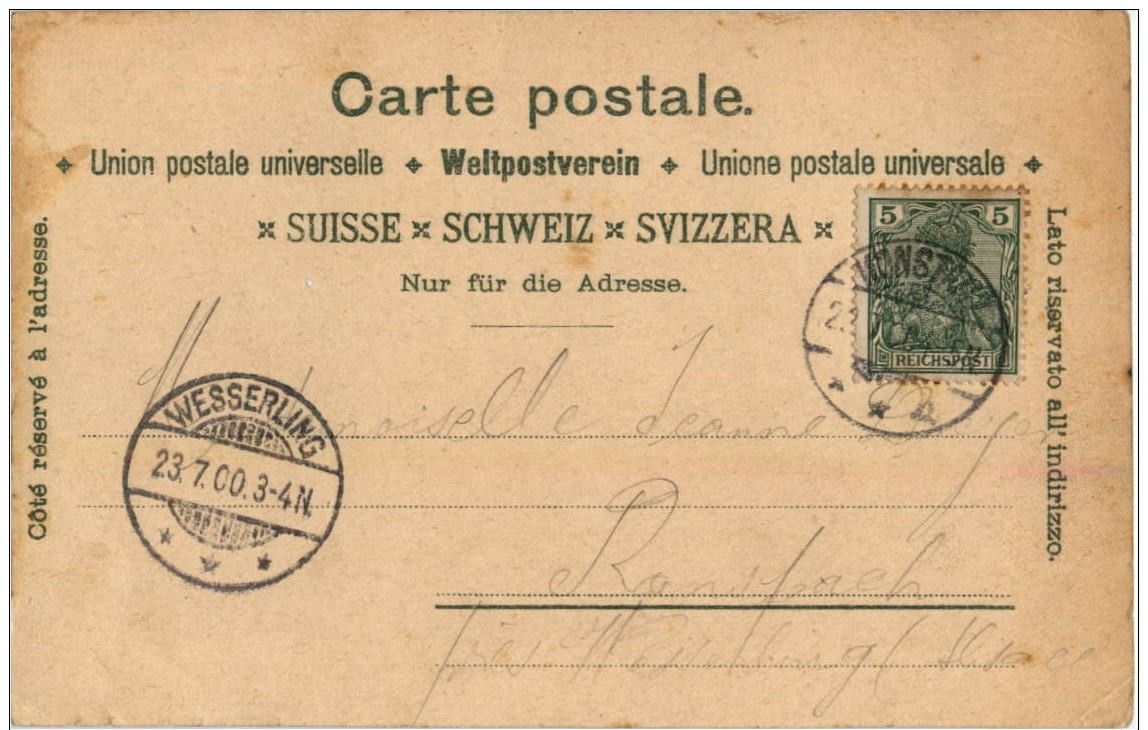 Carte postale.
Union postale universelle Weltpostverein Unione postale universale
SUISSE SCHWEIZ SVIZZERA
Nur für die Adresse.
Côté réservé à l'adresse.
Lato riservato all'indirizzo.
5 5
REICHSPOST
WESSERLING
23.7.00.3-4N.
Mademoiselle Jeanne
Ranspach
Wesserling